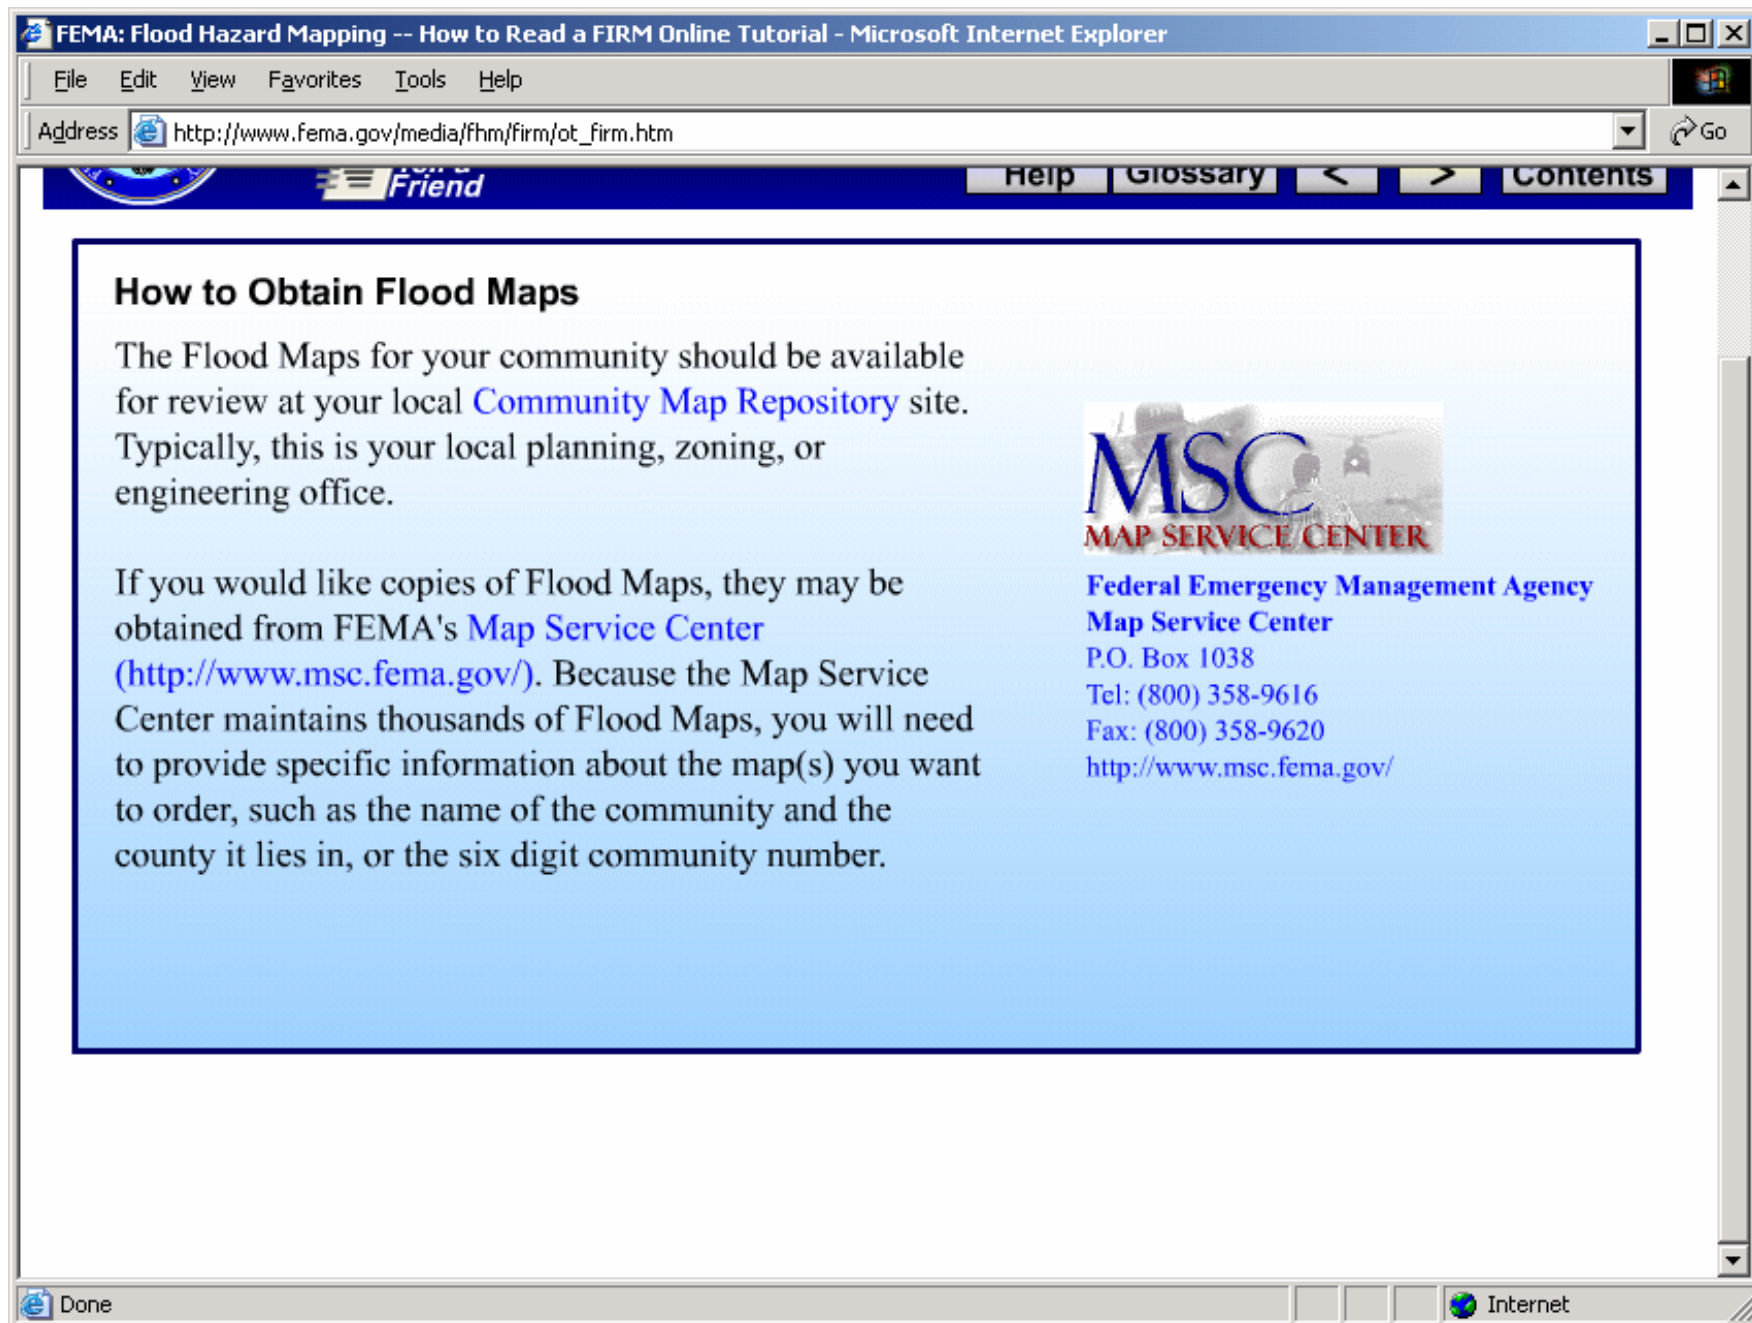 FEMA: Flood Hazard Mapping -- How to Read a FIRM Online Tutorial - Microsoft Internet Explorer
File Edit View Favorites Tools Help
Address http://www.fema.gov/media/fhm/firm/ot_firm.htm Go
Tell a
Friend
Help Glossary < > Contents
How to Obtain Flood Maps
The Flood Maps for your community should be available
for review at your local Community Map Repository site.
Typically, this is your local planning, zoning, or
engineering office.
If you would like copies of Flood Maps, they may be
obtained from FEMA's Map Service Center
(http://www.msc.fema.gov/). Because the Map Service
Center maintains thousands of Flood Maps, you will need
to provide specific information about the map(s) you want
to order, such as the name of the community and the
county it lies in, or the six digit community number.
MSC
MAP SERVICE CENTER
Federal Emergency Management Agency
Map Service Center
P.O. Box 1038
Tel: (800) 358-9616
Fax: (800) 358-9620
http://www.msc.fema.gov/
Done Internet